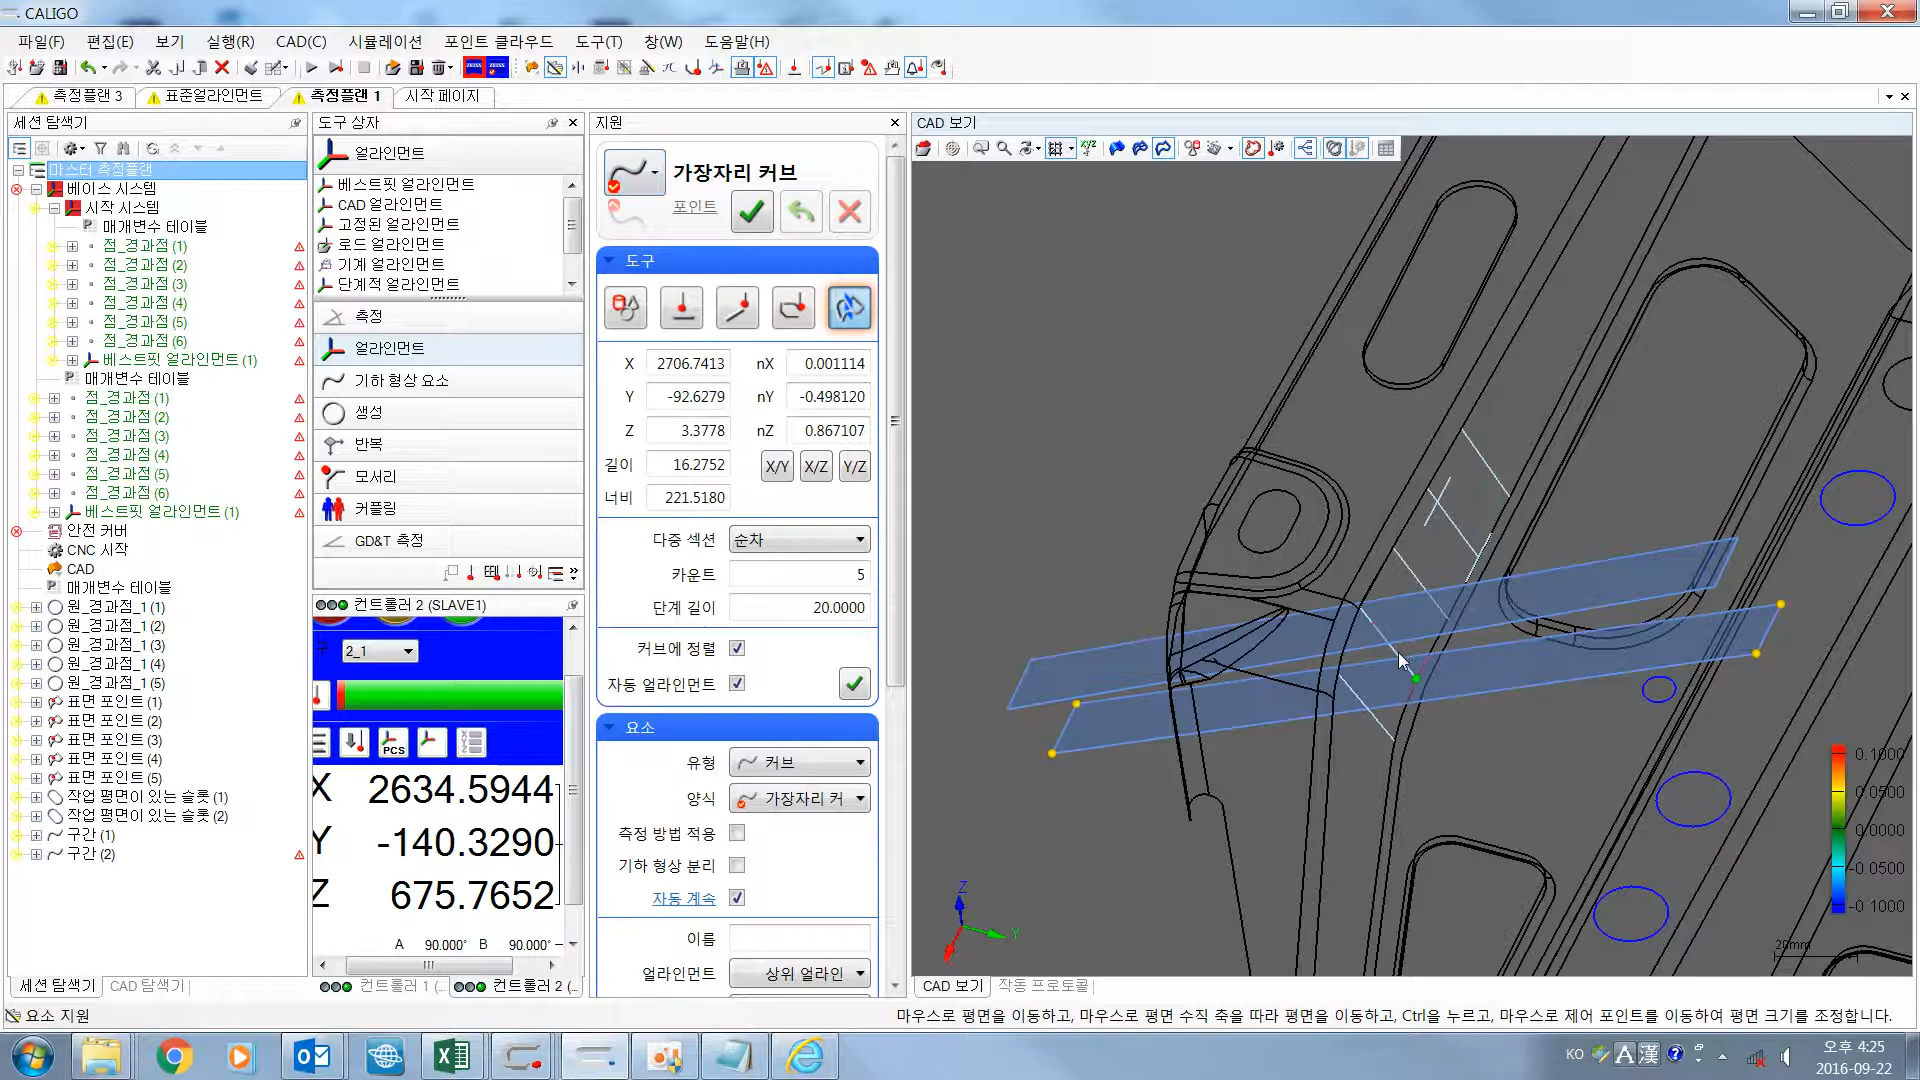 CALIGO
파일(F) 편집(E) 보기 실행(R) CAD(C) 시뮬레이션 포인트 클라우드 도구(T) 창(W) 도움말(H)
측정플랜 3 표준얼라인먼트 측정플랜 1 시작 페이지
세션 탐색기
마스터 측정플랜
베이스 시스템
시작 시스템
매개변수 테이블
점_경과점 (1)
점_경과점 (2)
점_경과점 (3)
점_경과점 (4)
점_경과점 (5)
점_경과점 (6)
베스트핏 얼라인먼트 (1)
매개변수 테이블
점_경과점 (1)
점_경과점 (2)
점_경과점 (3)
점_경과점 (4)
점_경과점 (5)
점_경과점 (6)
베스트핏 얼라인먼트 (1)
안전 커버
CNC 시작
CAD
매개변수 테이블
원_경과점_1 (1)
원_경과점_1 (2)
원_경과점_1 (3)
원_경과점_1 (4)
원_경과점_1 (5)
표면 포인트 (1)
표면 포인트 (2)
표면 포인트 (3)
표면 포인트 (4)
표면 포인트 (5)
작업 평면이 있는 슬롯 (1)
작업 평면이 있는 슬롯 (2)
구간 (1)
구간 (2)
세션 탐색기 CAD 탐색기
도구 상자
얼라인먼트
베스트핏 얼라인먼트
CAD 얼라인먼트
고정된 얼라인먼트
로드 얼라인먼트
기계 얼라인먼트
단계적 얼라인먼트
측정
얼라인먼트
기하 형상 요소
생성
반복
모서리
커플링
GD&T 측정
컨트롤러 2 (SLAVE1)
2_1
PCS
X 2634.5944
Y -140.3290
Z 675.7652
A 90.000° B 90.000°
컨트롤러 1 (.. 컨트롤러 2 (..
지원
가장자리 커브
포인트
도구
X 2706.7413 nX 0.001114
Y -92.6279 nY -0.498120
Z 3.3778 nZ 0.867107
길이 16.2752 X/Y X/Z Y/Z
너비 221.5180
다중 섹션 순차
카운트 5
단계 길이 20.0000
커브에 정렬
자동 얼라인먼트
요소
유형 커브
양식 가장자리 커
측정 방법 적용
기하 형상 분리
자동 계속
이름
얼라인먼트 상위 얼라인
CAD 보기
0.1000
0.0500
0.0000
-0.0500
-0 1000
20mm
Z
Y
CAD 보기 작동 프로토콜
요소 지원
마우스로 평면을 이동하고, 마우스로 평면 수직 축을 따라 평면을 이동하고, Ctrl을 누르고, 마우스로 제어 포인트를 이동하여 평면 크기를 조정합니다.
KO A 漢
오후 4:25
2016-09-22